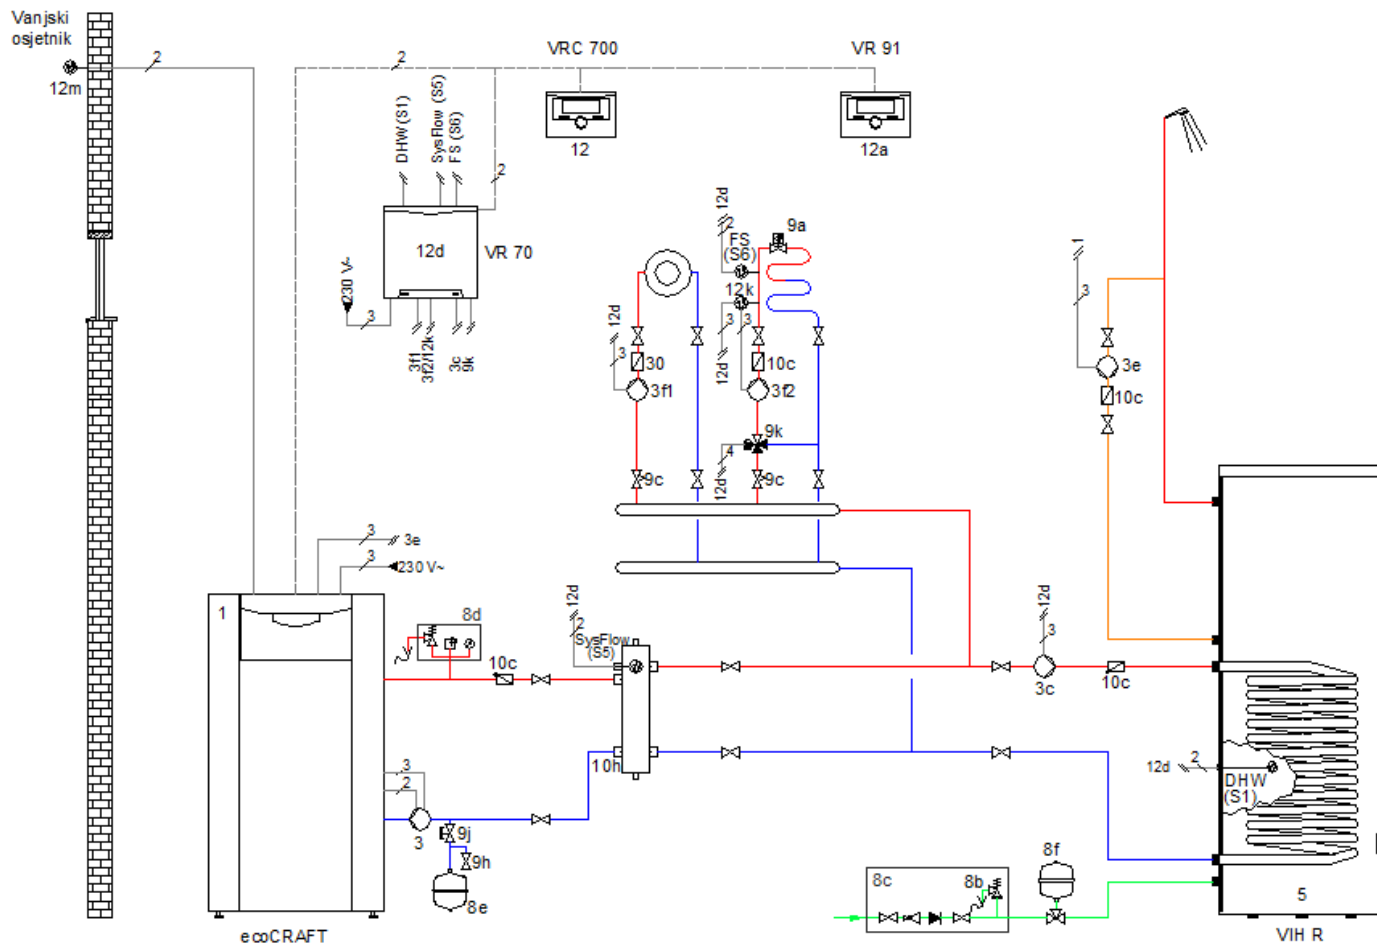 Vanjski
osjetnik
12m
2
2
VRC 700
VR 91
12
12a
DHW (S1)
SysFlow (S5)
FS (S6)
2
12d
VR 70
230 V~
3
3f1
3f2/12k
3c
9k
12d
2
FS
(S6)
9a
12k
12d
3
30
3f1
3
12d
3
10c
3f2
9k
4
12d
9c
9c
1
3
3e
10c
3
3e
3
230 V~
1
8d
10c
12d
2
SysFlow
(S5)
10h
12d
3
3c
10c
3
2
3
9j
9h
8e
12d
2
DHW
(S1)
8c
8b
8f
5
ecoCRAFT
VIH R